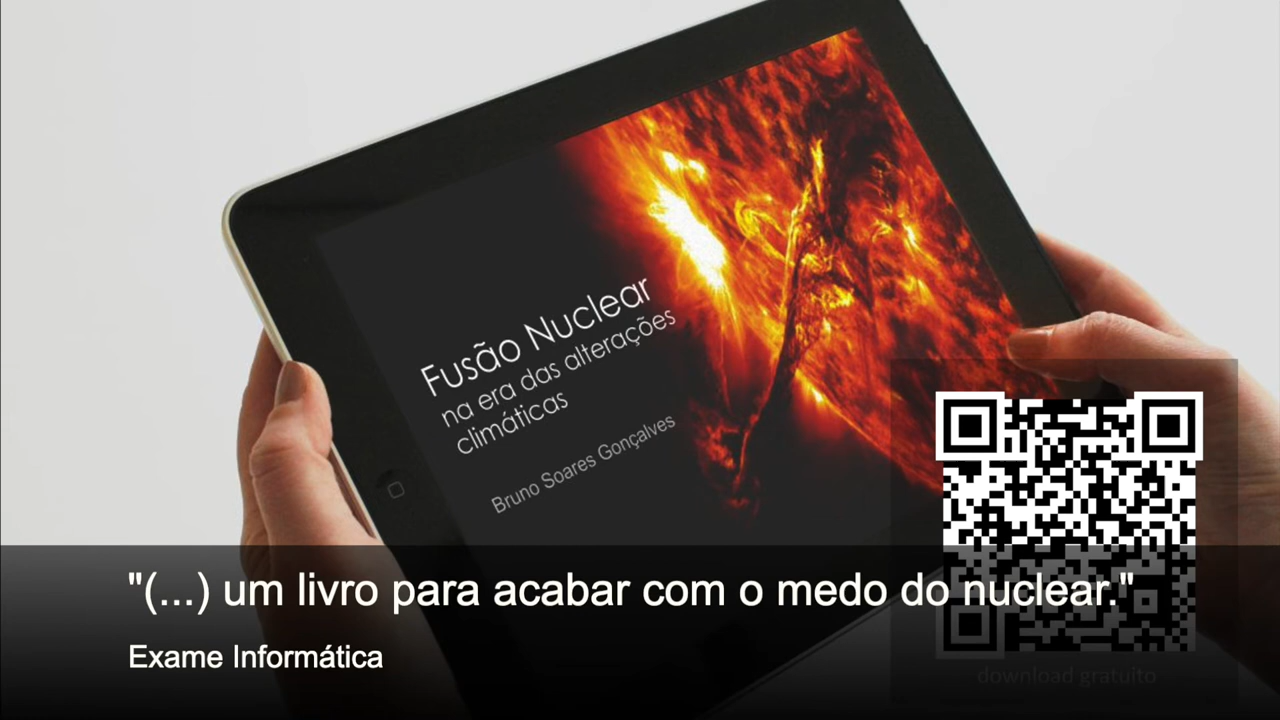 Fusão Nuclear
na era das alterações
climáticas
Bruno Soares Gonçalves
"(...) um livro para acabar com o medo do nuclear."
Exame Informática
download gratuito